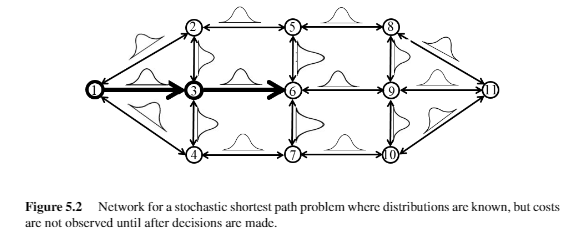 2 5 8
1 3 6 9 11
4 7 10
Figure 5.2 Network for a stochastic shortest path problem where distributions are known, but costs
are not observed until after decisions are made.